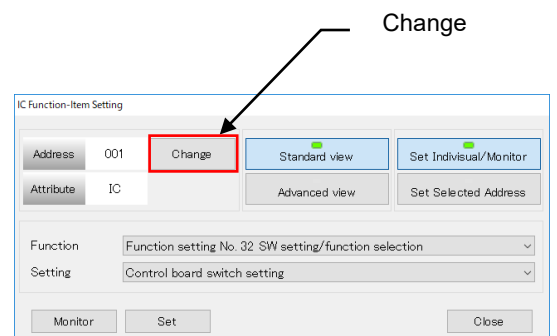 Change
IC Function-Item Setting
Address 001 Change Standard view Set Indivisual/Monitor
Attribute IC Advanced view Set Selected Address
Function Function setting No. 32 SW setting/function selection
Setting Control board switch setting
Monitor Set Close